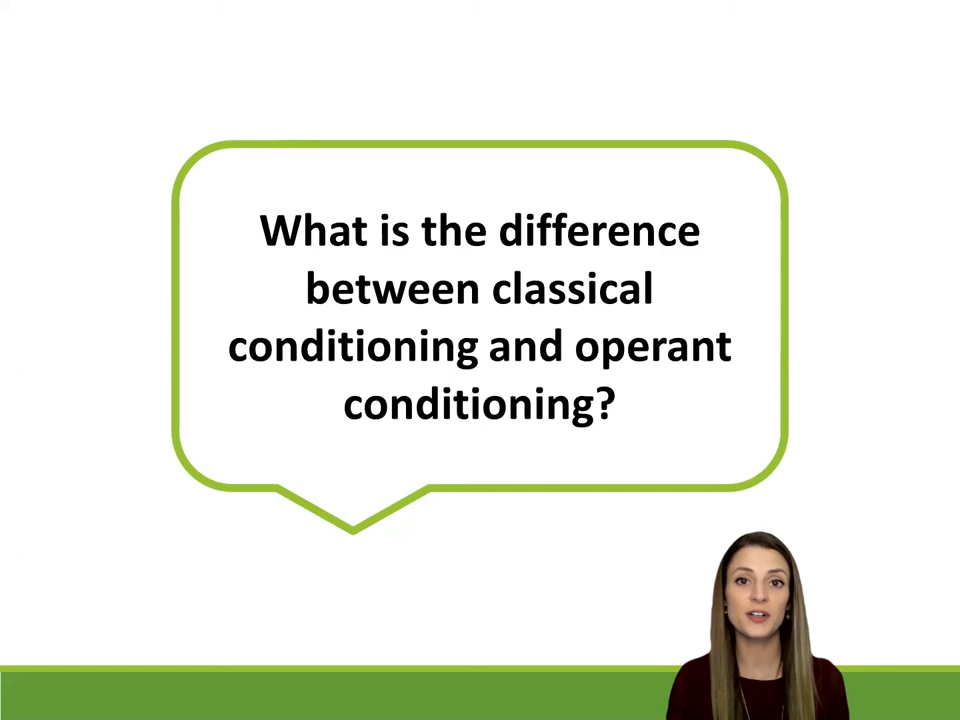 What is the difference
between classical
conditioning and operant
conditioning?